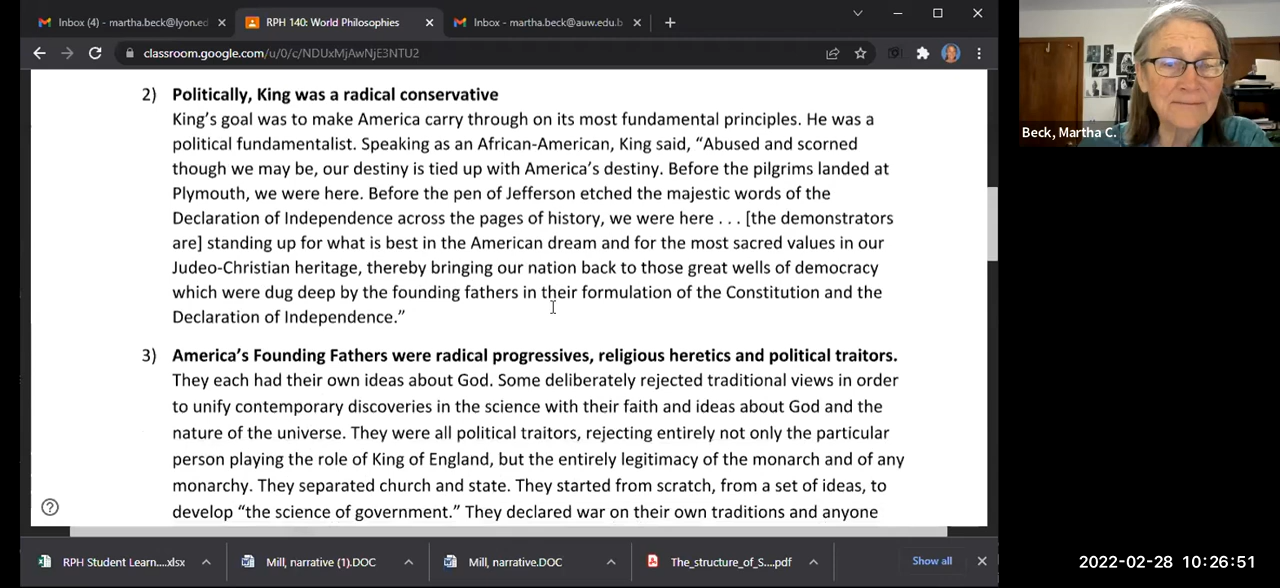 Inbox (4) - martha.beck@lyon.ed
RPH 140: World Philosophies
Inbox - martha.beck@auw.edu.b
classroom.google.com/u/0/c/NDUxMjAwNjE3NTU2
2) Politically, King was a radical conservative
King's goal was to make America carry through on its most fundamental principles. He was a
political fundamentalist. Speaking as an African-American, King said, “Abused and scorned
though we may be, our destiny is tied up with America's destiny. Before the pilgrims landed at
Plymouth, we were here. Before the pen of Jefferson etched the majestic words of the
Declaration of Independence across the pages of history, we were here . . . [the demonstrators
are] standing up for what is best in the American dream and for the most sacred values in our
Judeo-Christian heritage, thereby bringing our nation back to those great wells of democracy
which were dug deep by the founding fathers in their formulation of the Constitution and the
Declaration of Independence.”
3) America's Founding Fathers were radical progressives, religious heretics and political traitors.
They each had their own ideas about God. Some deliberately rejected traditional views in order
to unify contemporary discoveries in the science with their faith and ideas about God and the
nature of the universe. They were all political traitors, rejecting entirely not only the particular
person playing the role of King of England, but the entirely legitimacy of the monarch and of any
monarchy. They separated church and state. They started from scratch, from a set of ideas, to
develop “the science of government.” They declared war on their own traditions and anyone
RPH Student Learn....xlsx
Mill, narrative (1).DOC
Mill, narrative.DOC
The_structure_of_S....pdf
Show all
Beck, Martha C.
2022-02-28 10:26:51